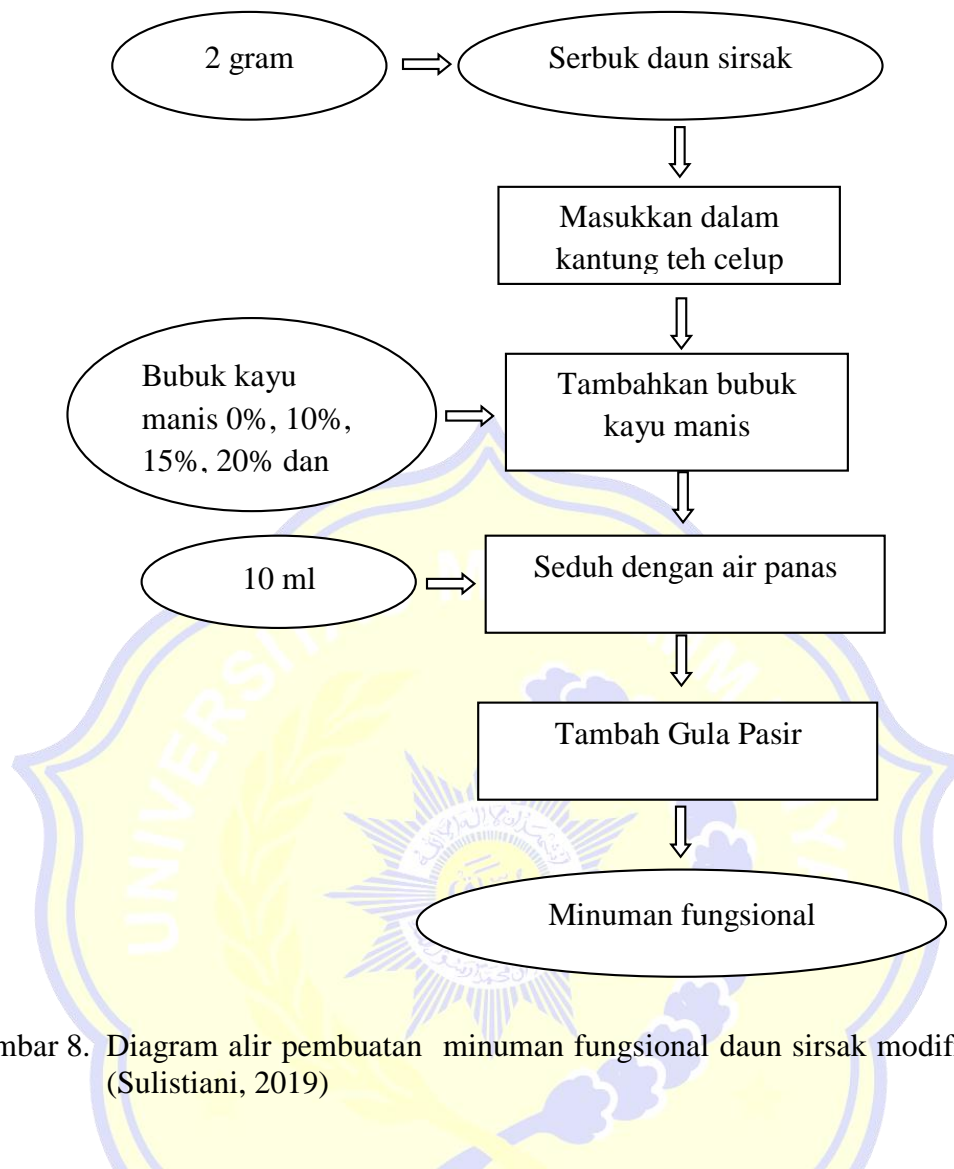 2 gram
Serbuk daun sirsak
Masukkan dalam
kantung teh celup
Bubuk kayu
manis 0%, 10%,
15%, 20% dan
Tambahkan bubuk
kayu manis
10 ml
Seduh dengan air panas
Tambah Gula Pasir
Minuman fungsional
mbar 8. Diagram alir pembuatan minuman fungsional daun sirsak modif
(Sulistiani, 2019)